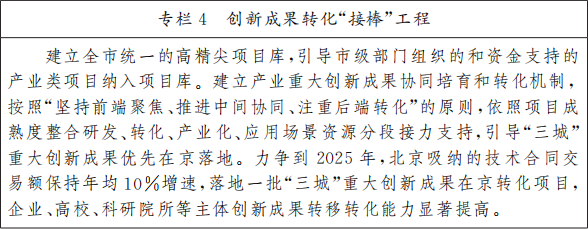 专栏 4　创新成果转化“接棒”工程
建立全市统一的高精尖项目库,引导市级部门组织的和资金支持的
产业类项目纳入项目库。建立产业重大创新成果协同培育和转化机制,
按照“坚持前端聚焦、推进中间协同、注重后端转化”的原则,依照项目成
熟度整合研发、转化、产业化、应用场景资源分段接力支持,引导“三城”
重大创新成果优先在京落地。力争到 2025 年,北京吸纳的技术合同交
易额保持年均 10%增速,落地一批“三城”重大创新成果在京转化项目,
企业、高校、科研院所等主体创新成果转移转化能力显著提高。